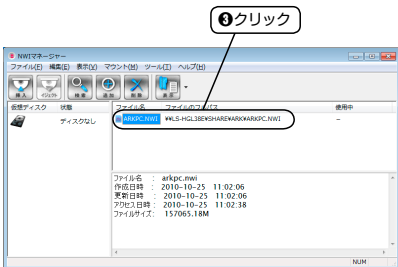 ❸クリック
NWIマネージャー
ファイル(F) 編集(E) 表示(V) マウント(M) ツール(T) ヘルプ(H)
挿入 イジェクト 検索 追加 削除 表示
仮想ディスク 状態 ファイル名 ファイルのフルパス 使用中
ディスクなし ARKPC.NWI ¥¥LS-HGL38E¥SHARE¥ARK¥ARKPC.NWI −
ファイル名 : arkpc.nwi
作成日時 : 2010-10-25 11:02:06
更新日時 : 2010-10-25 11:02:06
アクセス日時 : 2010-10-25 11:02:38
ファイルサイズ: 157065.18M
NUM